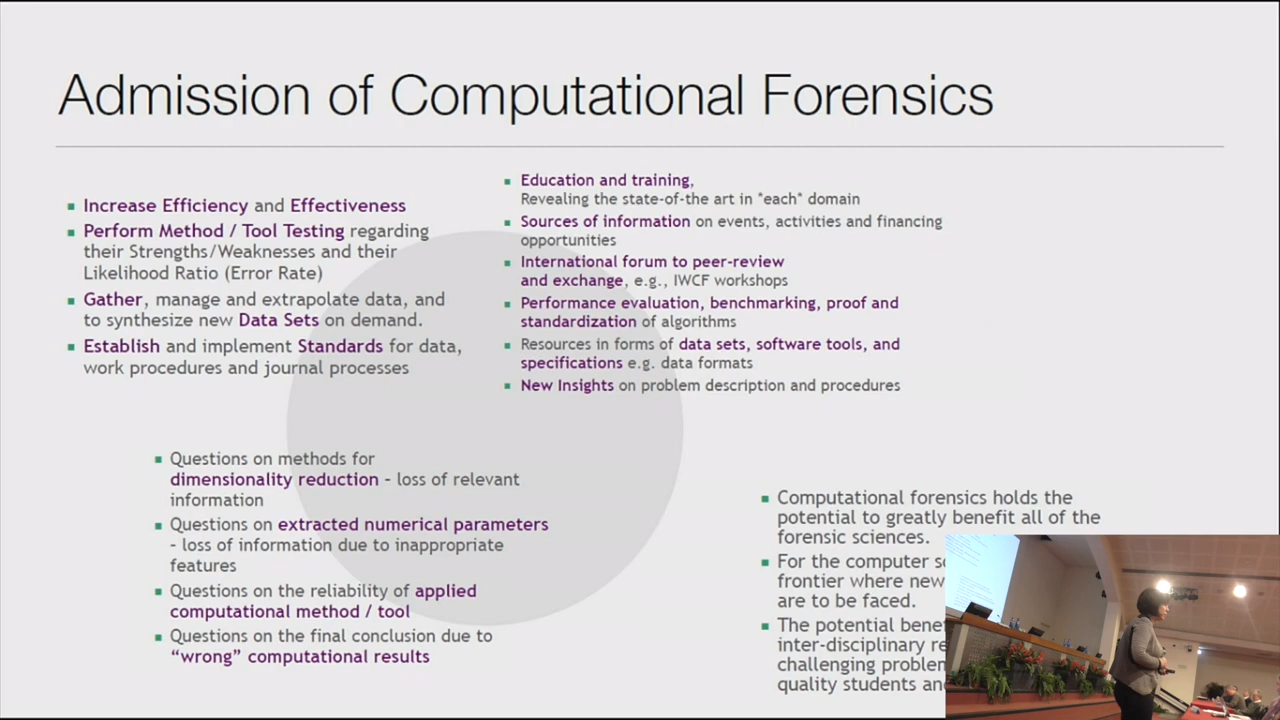 Admission of Computational Forensics
Increase Efficiency and Effectiveness
Perform Method / Tool Testing regarding
their Strengths/Weaknesses and their
Likelihood Ratio (Error Rate)
Gather, manage and extrapolate data, and
to synthesize new Data Sets on demand.
Establish and implement Standards for data,
work procedures and journal processes
Education and training,
Revealing the state-of-the art in *each* domain
Sources of information on events, activities and financing
opportunities
International forum to peer-review
and exchange, e.g., IWCF workshops
Performance evaluation, benchmarking, proof and
standardization of algorithms
Resources in forms of data sets, software tools, and
specifications e.g. data formats
New Insights on problem description and procedures
Questions on methods for
dimensionality reduction – loss of relevant
information
Questions on extracted numerical parameters
– loss of information due to inappropriate
features
Questions on the reliability of applied
computational method / tool
Questions on the final conclusion due to
“wrong” computational results
Computational forensics holds the
potential to greatly benefit all of the
forensic sciences.
For the computer
frontier where new
are to be faced.
The potential
inter-disciplinary
challenging
quality students